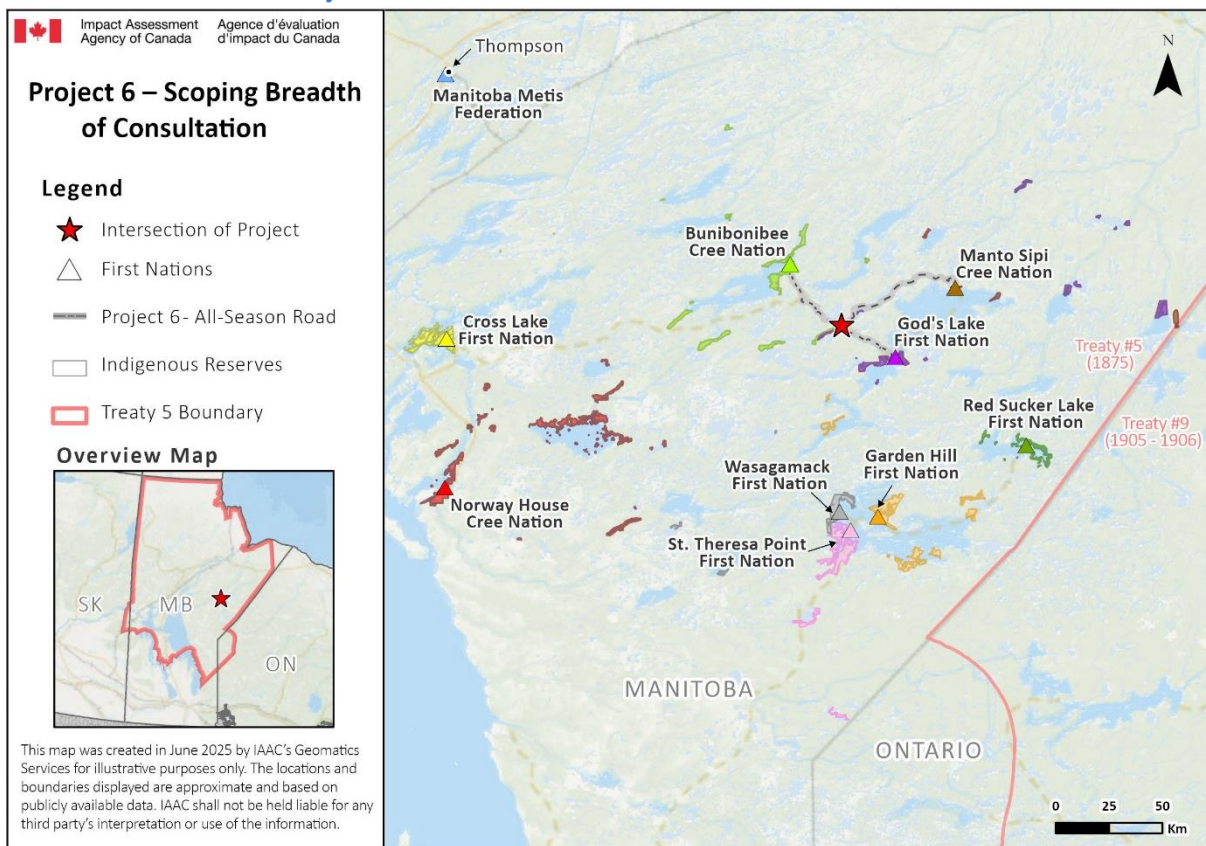 Impact Assessment
Agency of Canada
Agence d'évaluation
d'impact du Canada
Project 6 – Scoping Breadth
of Consultation
Legend
Intersection of Project
First Nations
Project 6- All-Season Road
Indigenous Reserves
Treaty 5 Boundary
Overview Map
SK
MB
ON
This map was created in June 2025 by IAAC's Geomatics
Services for illustrative purposes only. The locations and
boundaries displayed are approximate and based on
publicly available data. IAAC shall not be held liable for any
third party's interpretation or use of the information.
Thompson
Manitoba Metis
Federation
N
Bunibonibee
Cree Nation
Manto Sipi
Cree Nation
Cross Lake
First Nation
God's Lake
First Nation
Treaty #5
(1875)
Treaty #9
(1905 - 1906)
Red Sucker Lake
First Nation
Wasagamack
First Nation
Garden Hill
First Nation
Norway House
Cree Nation
St. Theresa Point
First Nation
MANITOBA
ONTARIO
0 25 50
Km